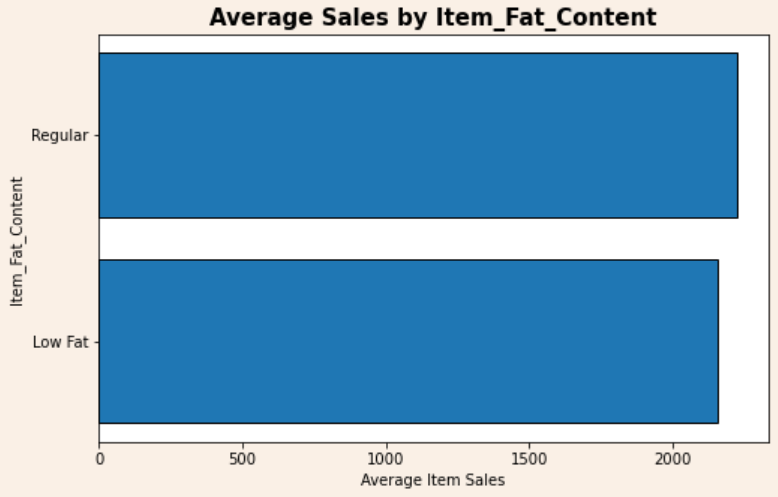 Average Sales by Item_Fat_Content
Item_Fat_Content
Regular
Low Fat
0 500 1000 1500 2000
Average Item Sales